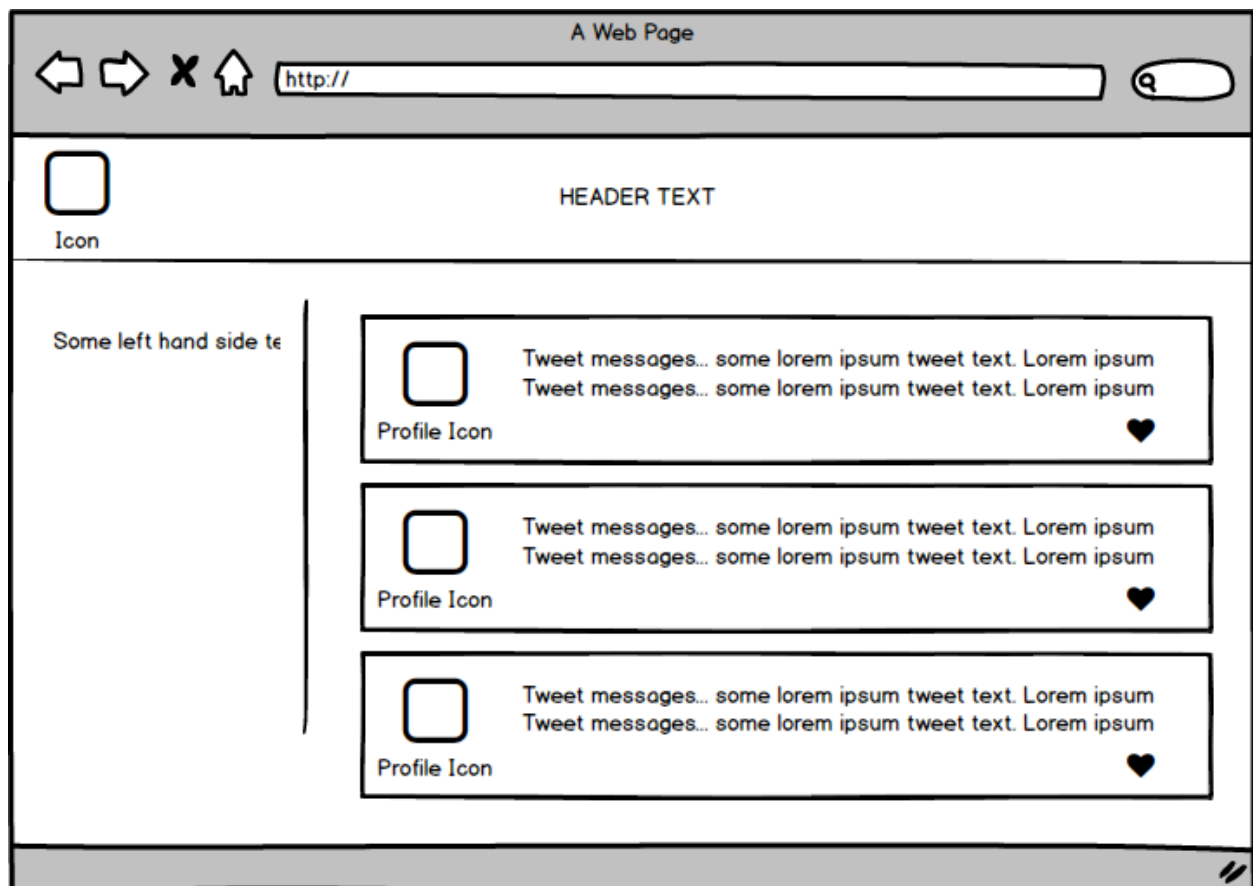 A Web Page
http://
HEADER TEXT
Icon
Some left hand side te
Tweet messages... some lorem ipsum tweet text. Lorem ipsum
Tweet messages... some lorem ipsum tweet text. Lorem ipsum
Profile Icon
Tweet messages... some lorem ipsum tweet text. Lorem ipsum
Tweet messages... some lorem ipsum tweet text. Lorem ipsum
Profile Icon
Tweet messages... some lorem ipsum tweet text. Lorem ipsum
Tweet messages... some lorem ipsum tweet text. Lorem ipsum
Profile Icon